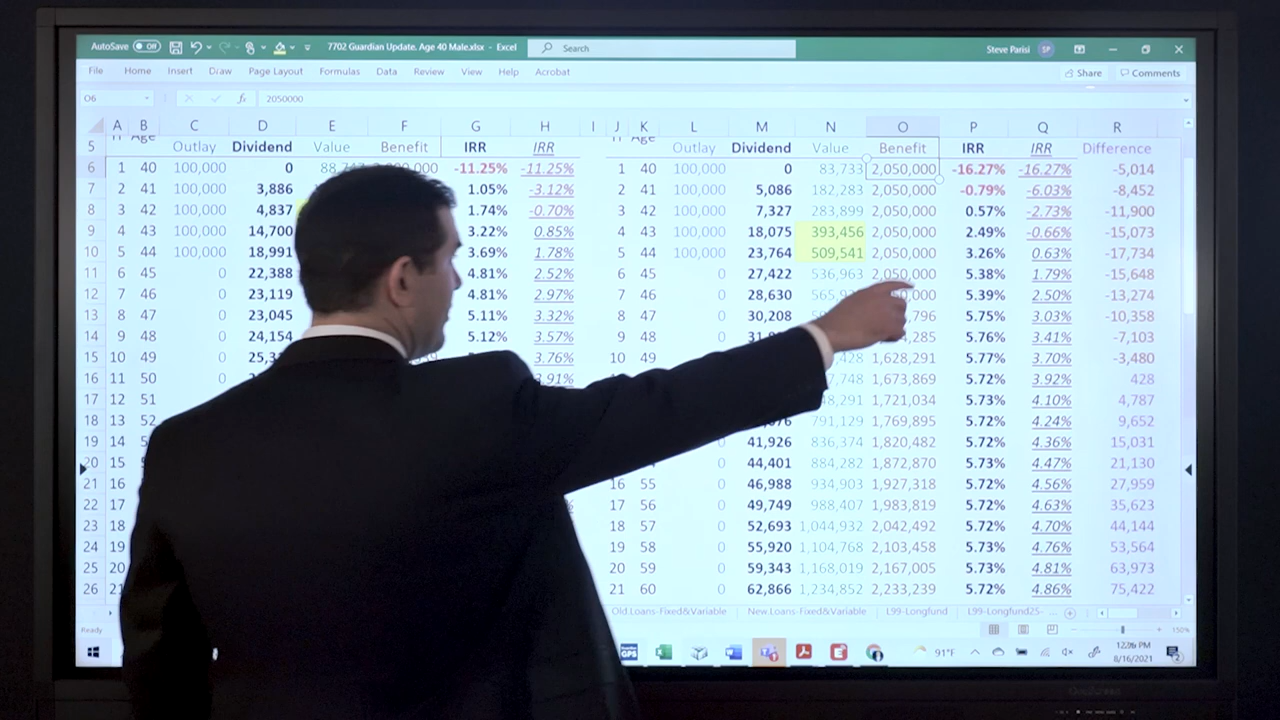 AutoSave Off 7702 Guardian Update. Age 40 Male.xlsx - Excel Search Steve Parisi SP
File Home Insert Draw Page Layout Formulas Data Review View Help Acrobat Share Comments
O6 fx 2050000
A B C D E F G H I J K L M N O P Q R
5 Outlay Dividend Value Benefit IRR IRR Outlay Dividend Value Benefit IRR IRR Difference
6 1 40 100,000 0 -11.25% -11.25% 1 40 100,000 0 83,733 2,050,000 -16.27% -16.27% -5,014
7 2 41 100,000 3,886 1.05% -3.12% 2 41 100,000 5,086 182,283 2,050,000 -0.79% -6.03% -8,452
8 3 42 100,000 4,837 1.74% -0.70% 3 42 100,000 7,327 283,899 2,050,000 0.57% -2.73% -11,900
9 4 43 100,000 14,700 3.22% 0.85% 4 43 100,000 18,075 393,456 2,050,000 2.49% -0.66% -15,073
10 5 44 100,000 18,991 3.69% 1.78% 5 44 100,000 23,764 509,541 2,050,000 3.26% 0.63% -17,734
11 6 45 0 22,388 4.81% 2.52% 6 45 0 27,422 536,963 2,050,000 5.38% 1.79% -15,648
12 7 46 0 23,119 4.81% 2.97% 7 46 0 28,630 5.39% 2.50% -13,274
13 8 47 0 23,045 5.11% 3.32% 8 47 0 30,208 5.75% 3.03% -10,358
14 9 48 0 24,154 5.12% 3.57% 9 48 0 5.76% 3.41% -7,103
15 10 49 0 3.76% 10 49 0 1,628,291 5.77% 3.70% -3,480
16 11 50 3.91% 1,673,869 5.72% 3.92% 428
17 12 51 1,721,034 5.73% 4.10% 4,787
18 13 52 791,129 1,769,895 5.72% 4.24% 9,652
19 14 41,926 836,374 1,820,482 5.72% 4.36% 15,031
20 15 0 44,401 884,282 1,872,870 5.73% 4.47% 21,130
21 16 16 55 0 46,988 934,903 1,927,318 5.72% 4.56% 27,959
22 17 17 56 0 49,749 988,407 1,983,819 5.72% 4.63% 35,623
23 18 18 57 0 52,693 1,044,932 2,042,492 5.72% 4.70% 44,144
24 19 19 58 0 55,920 1,104,768 2,103,458 5.73% 4.76% 53,564
25 20 20 59 0 59,343 1,168,019 2,167,005 5.73% 4.81% 63,973
26 21 21 60 0 62,866 1,234,852 2,233,239 5.72% 4.86% 75,422
Old.Loans-Fixed&Variable New.Loans-Fixed&Variable L99-Longfund L99-Longfund25- ...
Ready 150%
GPS 91°F 12:26 PM
8/16/2021